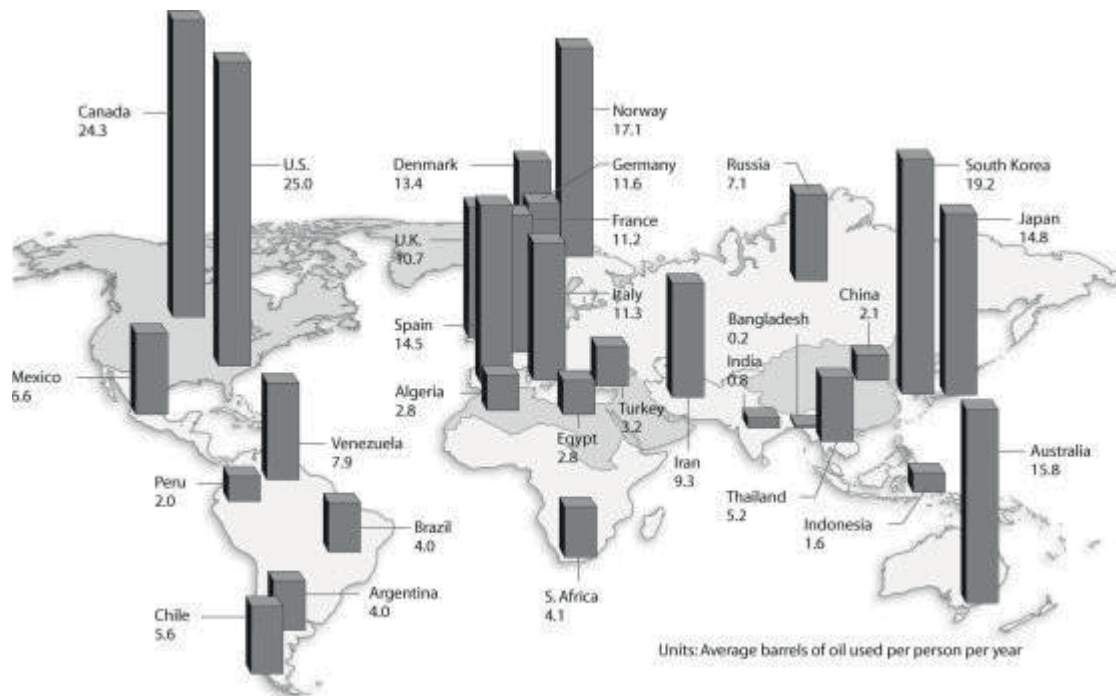 Canada
24.3
U.S.
25.0
Mexico
6.6
Venezuela
7.9
Peru
2.0
Brazil
4.0
Argentina
4.0
Chile
5.6
Norway
17.1
Denmark
13.4
Germany
11.6
France
11.2
U.K.
10.7
Italy
11.3
Spain
14.5
Algeria
2.8
Egypt
2.8
Turkey
3.2
S. Africa
4.1
Iran
9.3
Russia
7.1
China
2.1
Bangladesh
0.2
India
0.8
Thailand
5.2
Indonesia
1.6
South Korea
19.2
Japan
14.8
Australia
15.8
Units: Average barrels of oil used per person per year